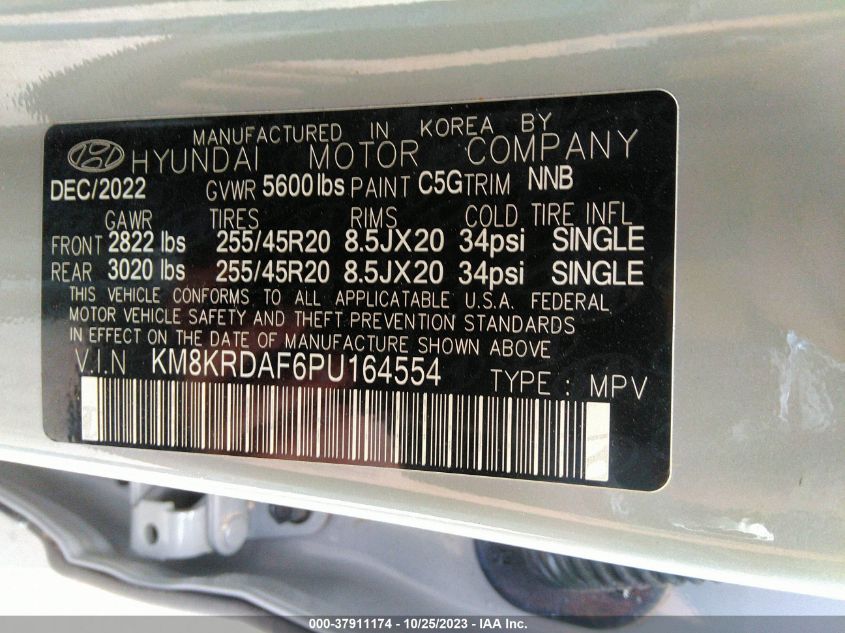 MANUFACTURED IN KOREA BY
HYUNDAI MOTOR COMPANY
DEC/2022 GVWR 5600lbs PAINT C5G TRIM NNB
GAWR TIRES RIMS COLD TIRE INFL
FRONT 2822 lbs 255/45R20 8.5JX20 34psi SINGLE
REAR 3020 lbs 255/45R20 8.5JX20 34psi SINGLE
THIS VEHICLE CONFORMS TO ALL APPLICATABLE U.S.A. FEDERAL
MOTOR VEHICLE SAFETY AND THEFT PREVENTION STANDARDS
IN EFFECT ON THE DATE OF MANUFACTURE SHOWN ABOVE
V.I.N KM8KRDAF6PU164554 TYPE : MPV
000-37911174 - 10/25/2023 - IAA Inc.